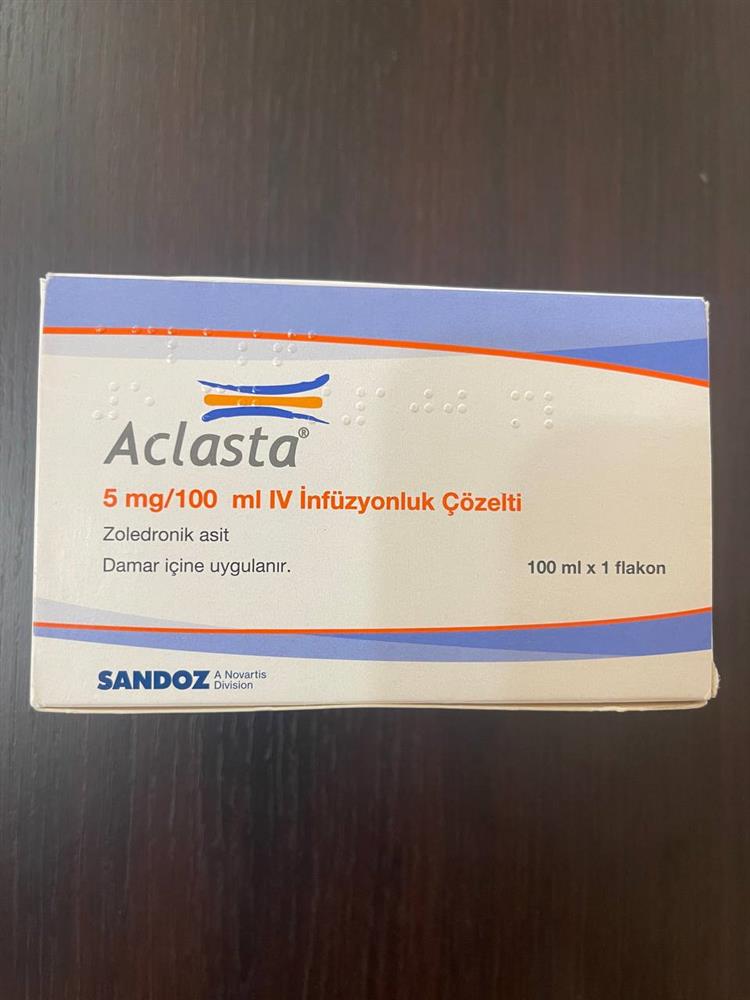 Aclasta®
5 mg/100 ml IV İnfüzyonluk Çözelti
Zoledronik asit
Damar içine uygulanır.
100 ml x 1 flakon
SANDOZ A Novartis
Division